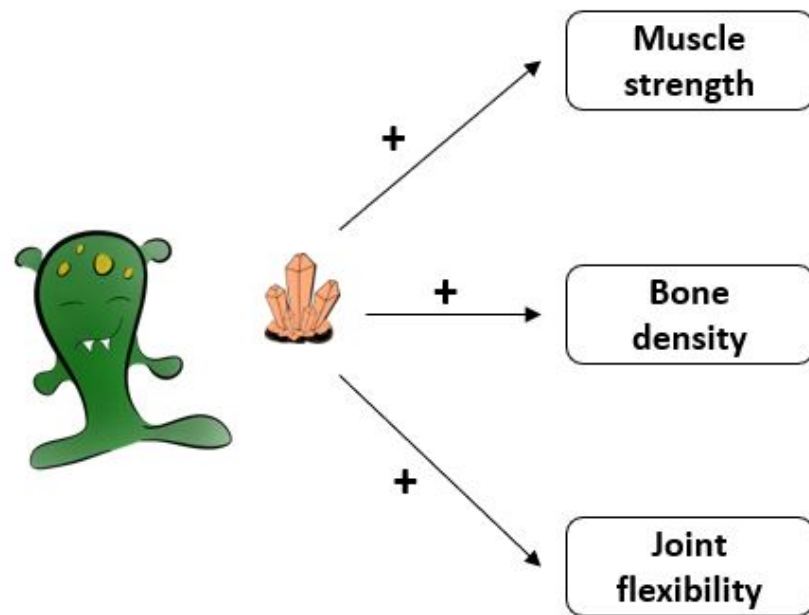 Muscle
strength
+
+
Bone
density
+
Joint
flexibility